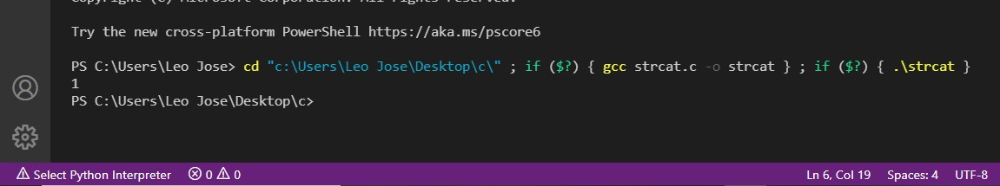 Try the new cross-platform PowerShell https://aka.ms/pscore6
PS C:\Users\Leo Jose> cd "c:\Users\Leo Jose\Desktop\c\" ; if ($?) { gcc strcat.c -o strcat } ; if ($?) { .\strcat }
1
PS C:\Users\Leo Jose\Desktop\c>
Select Python Interpreter 0 0 Ln 6, Col 19 Spaces: 4 UTF-8